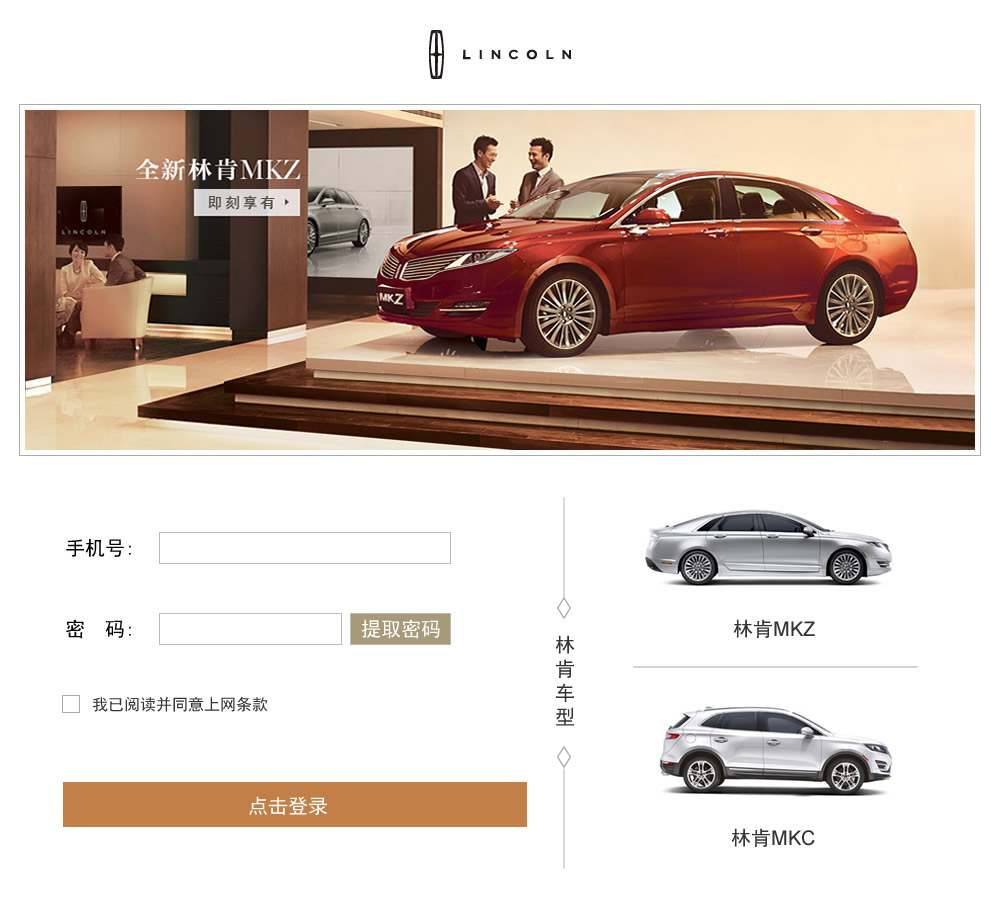 LINCOLN
全新林肯MKZ
即刻享有
LINCOLN
MKZ
手机号:
密 码:
提取密码
我已阅读并同意上网条款
点击登录
林肯车型
林肯MKZ
林肯MKC